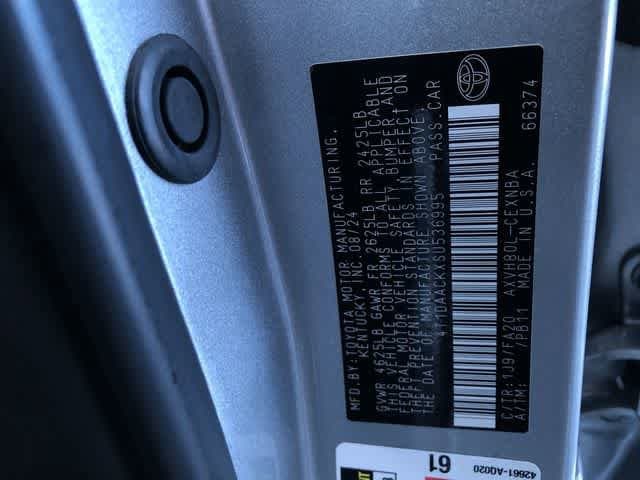 MFD.BY:TOYOTA MOTOR MANUFACTURING,
KENTUCKY, INC. 08/24
GVWR 4625LB GAWR FR 2625LB RR 2425LB
THIS VEHICLE CONFORMS TO ALL APPLICABLE
FEDERAL MOTOR VEHICLE SAFETY, BUMPER AND
THEFT PREVENTION STANDARDS IN EFFECT ON
THE DATE OF MANUFACTURE SHOWN ABOVE.
4T1DAACKXSU536995 PASS.CAR
C/TR:1J9/FA20 AXVH80L-CEXNBA
A/TM: /PB11 MADE IN U.S.A. 66374
61
42661-AQ020